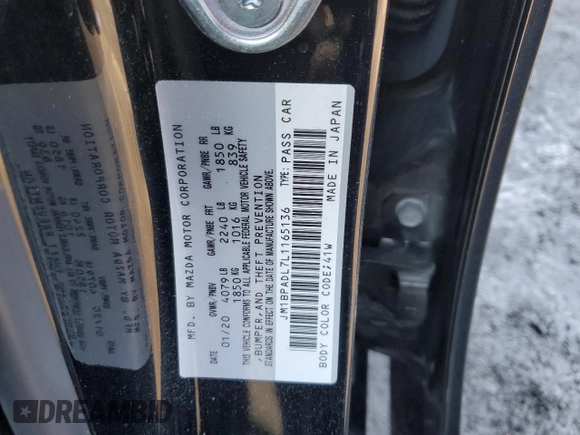 MFD. BY MAZDA MOTOR CORPORATION
DATE GVWR/PNBV GAWR/PNBE FRT GAWR/PNBE RR
01/20 4079 LB 2240 LB 1850 LB
1850 KG 1016 KG 839 KG
THIS VEHICLE CONFORMS TO ALL APPLICABLE FEDERAL MOTOR VEHICLE SAFETY
, BUMPER, AND THEFT PREVENTION
STANDARDS IN EFFECT ON THE DATE OF MANUFACTURE SHOWN ABOVE.
JM1BPADL7L1165136 TYPE: PASS CAR
BODY COLOR CODE:41W MADE IN JAPAN
DREAMBID